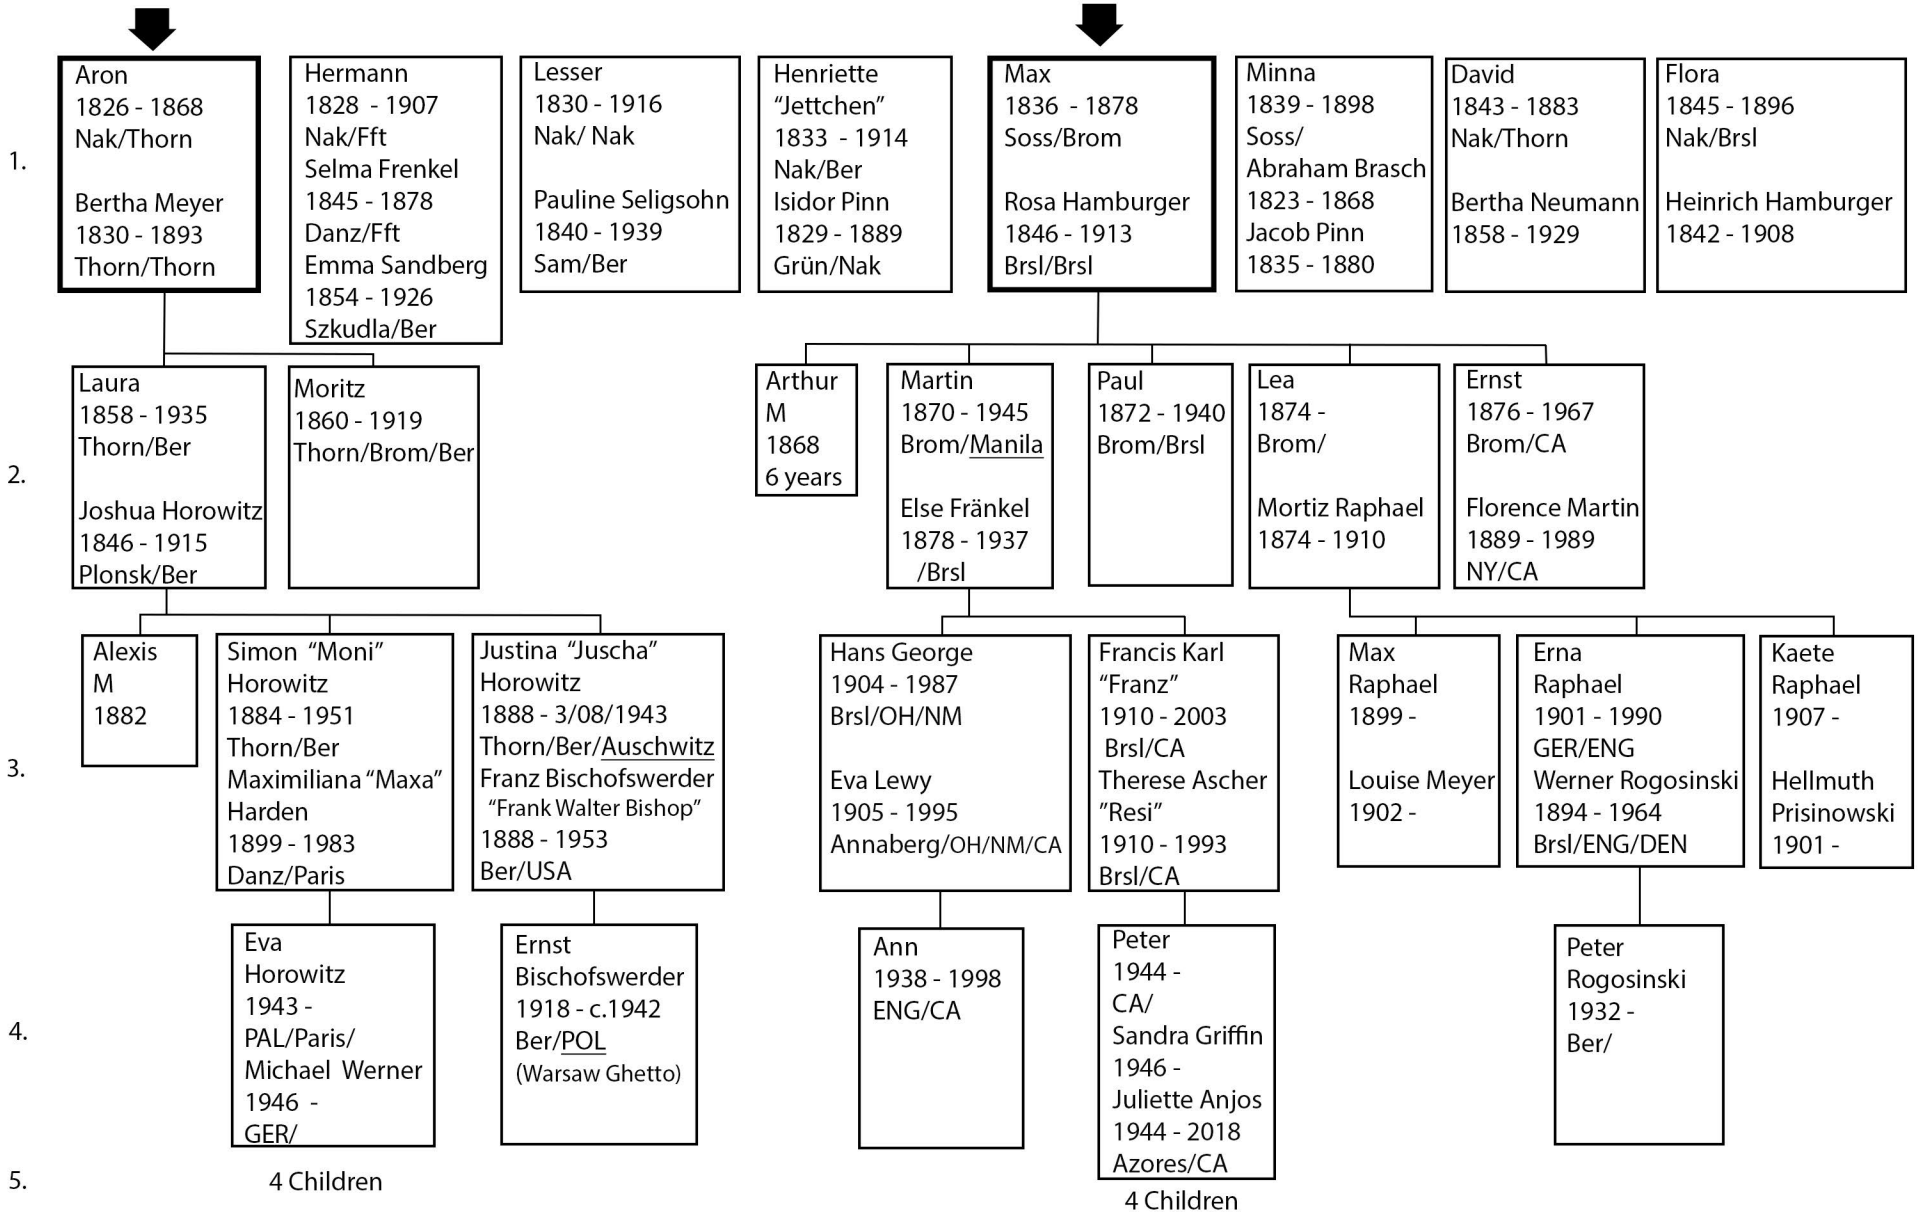 1.
Aron
1826 - 1868
Nak/Thorn
Bertha Meyer
1830 - 1893
Thorn/Thorn
Hermann
1828 - 1907
Nak/Fft
Selma Frenkel
1845 - 1878
Danz/Fft
Emma Sandberg
1854 - 1926
Szkudla/Ber
Lesser
1830 - 1916
Nak/ Nak
Pauline Seligsohn
1840 - 1939
Sam/Ber
Henriette
“Jettchen”
1833 - 1914
Nak/Ber
Isidor Pinn
1829 - 1889
Grün/Nak
Max
1836 - 1878
Soss/Brom
Rosa Hamburger
1846 - 1913
Brsl/Brsl
Minna
1839 - 1898
Soss/
Abraham Brasch
1823 - 1868
Jacob Pinn
1835 - 1880
David
1843 - 1883
Nak/Thorn
Bertha Neumann
1858 - 1929
Flora
1845 - 1896
Nak/Brsl
Heinrich Hamburger
1842 - 1908
2.
Laura
1858 - 1935
Thorn/Ber
Joshua Horowitz
1846 - 1915
Plonsk/Ber
Moritz
1860 - 1919
Thorn/Brom/Ber
Arthur
M
1868
6 years
Martin
1870 - 1945
Brom/Manila
Else Fränkel
1878 - 1937
/Brsl
Paul
1872 - 1940
Brom/Brsl
Lea
1874 -
Brom/
Mortiz Raphael
1874 - 1910
Ernst
1876 - 1967
Brom/CA
Florence Martin
1889 - 1989
NY/CA
3.
Alexis
M
1882
Simon “Moni”
Horowitz
1884 - 1951
Thorn/Ber
Maximiliana “Maxa”
Harden
1899 - 1983
Danz/Paris
Justina “Juscha”
Horowitz
1888 - 3/08/1943
Thorn/Ber/Auschwitz
Franz Bischofswerder
“Frank Walter Bishop”
1888 - 1953
Ber/USA
Hans George
1904 - 1987
Brsl/OH/NM
Eva Lewy
1905 - 1995
Annaberg/OH/NM/CA
Francis Karl
“Franz”
1910 - 2003
Brsl/CA
Therese Ascher
”Resi”
1910 - 1993
Brsl/CA
Max
Raphael
1899 -
Louise Meyer
1902 -
Erna
Raphael
1901 - 1990
GER/ENG
Werner Rogosinski
1894 - 1964
Brsl/ENG/DEN
Kaete
Raphael
1907 -
Hellmuth
Prisinowski
1901 -
4.
Eva
Horowitz
1943 -
PAL/Paris/
Michael Werner
1946 -
GER/
Ernst
Bischofswerder
1918 - c.1942
Ber/POL
(Warsaw Ghetto)
Ann
1938 - 1998
ENG/CA
Peter
1944 -
CA/
Sandra Griffin
1946 -
Juliette Anjos
1944 - 2018
Azores/CA
Peter
Rogosinski
1932 -
Ber/
5.
4 Children
4 Children